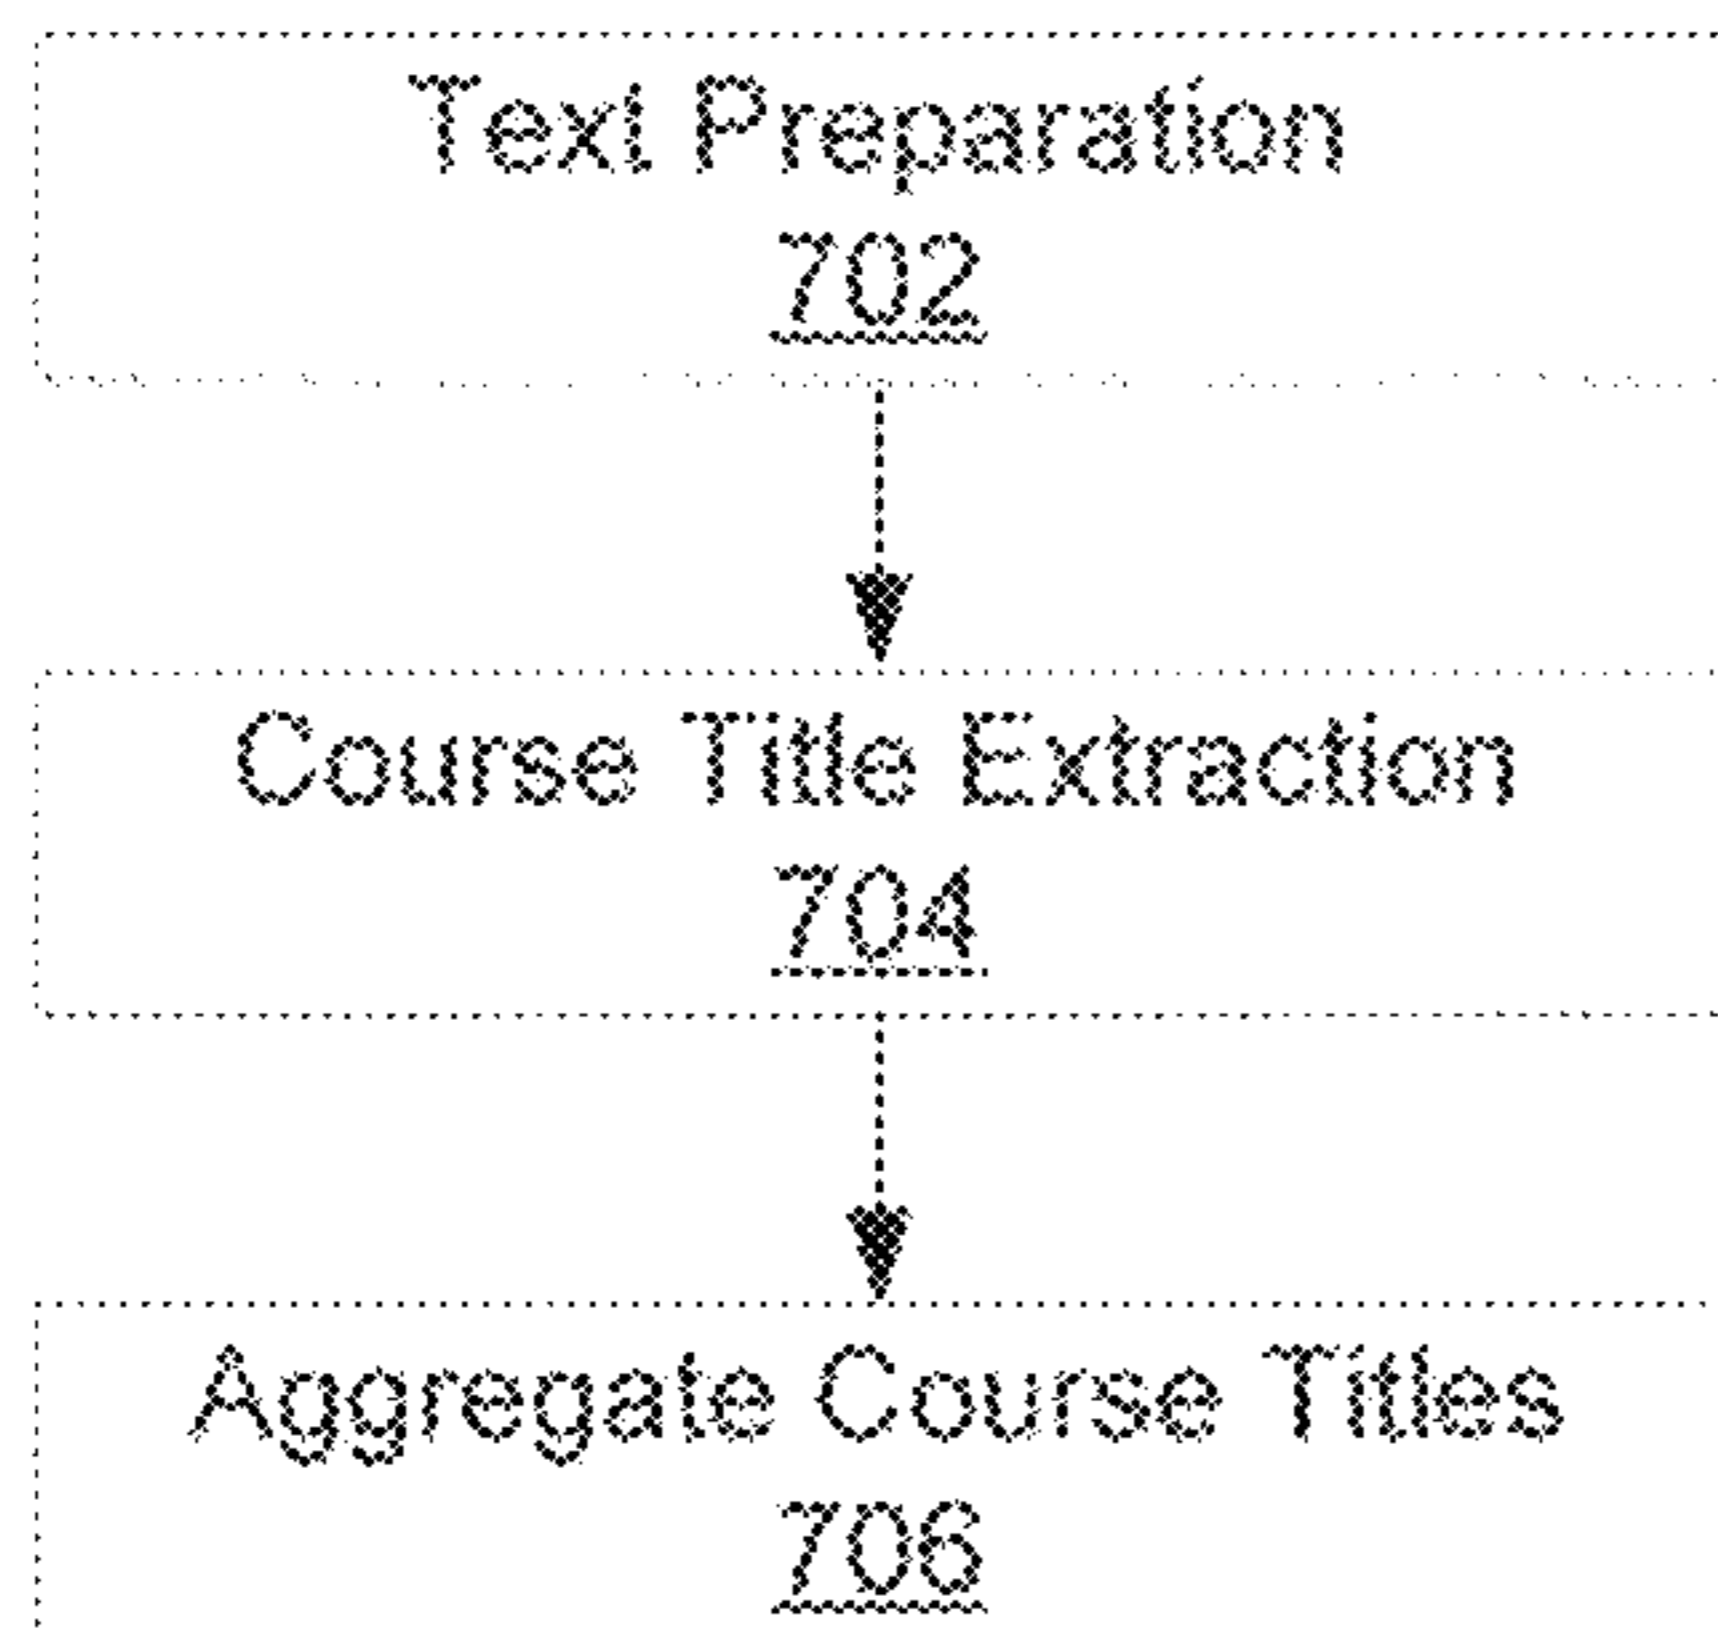 Text Preparation
702
Course Title Extraction
704
Aggregate Course Titles
706